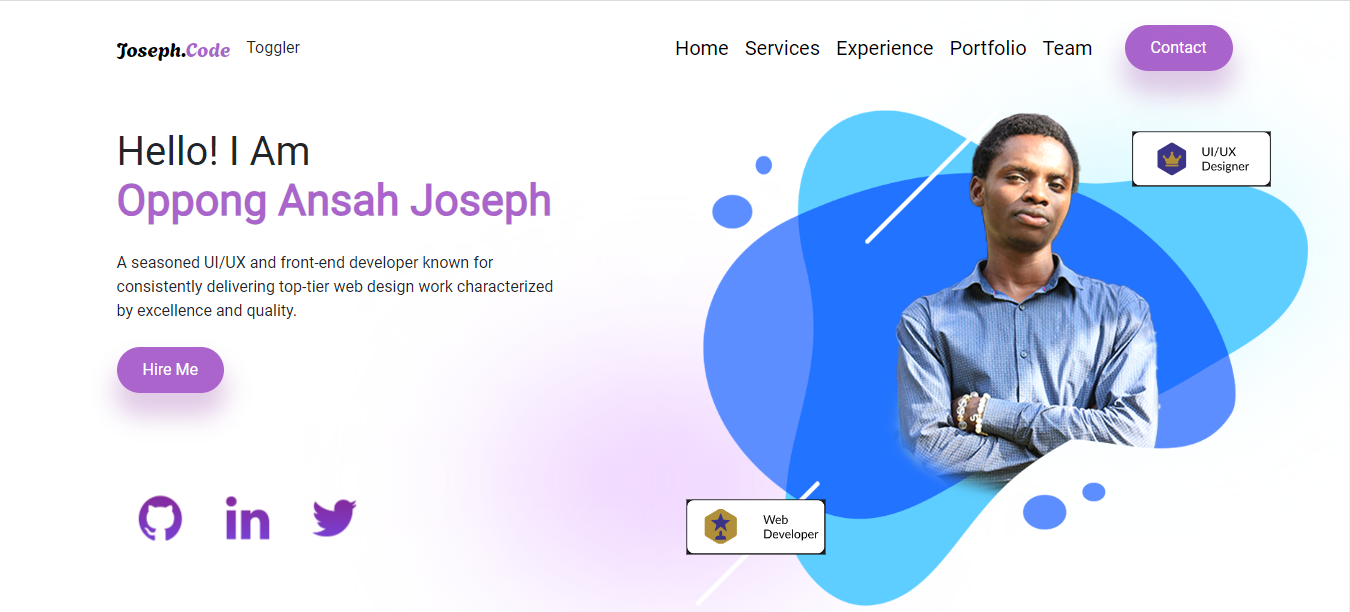 Joseph.Code Toggler Home Services Experience Portfolio Team Contact
Hello! I Am
Oppong Ansah Joseph
UI/UX
Designer
A seasoned UI/UX and front-end developer known for
consistently delivering top-tier web design work characterized
by excellence and quality.
Hire Me
in
Web
Developer